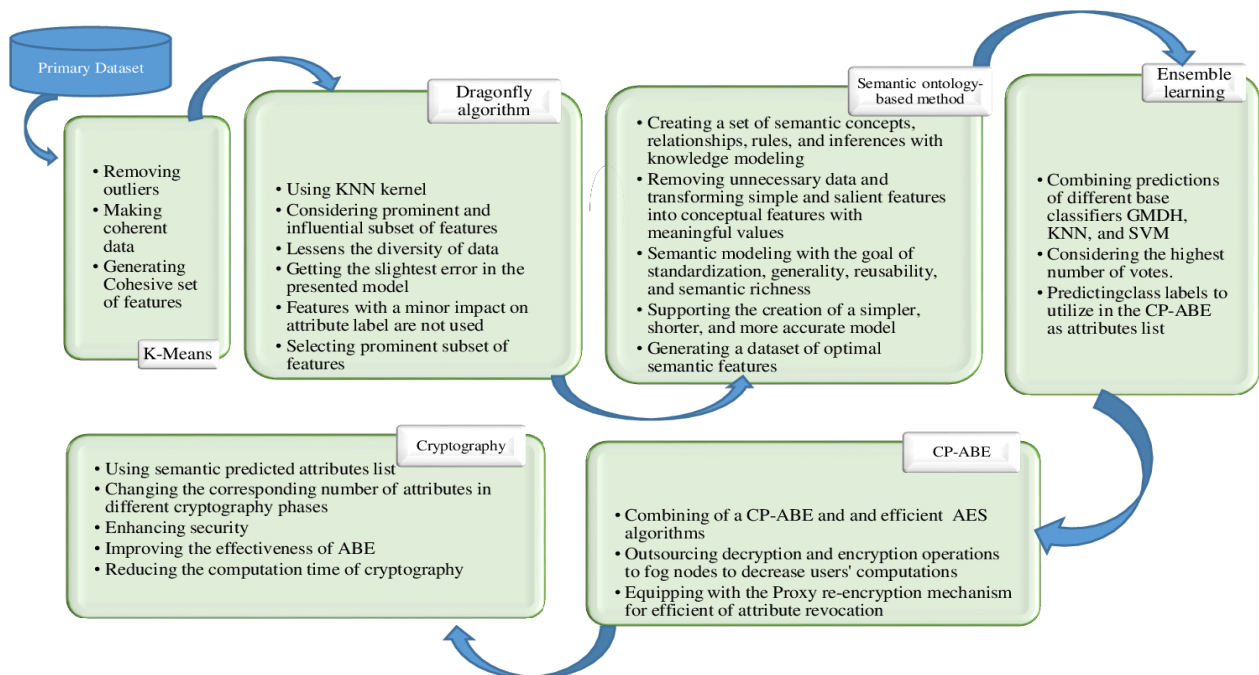 Primary Dataset
• Removing
outliers
• Making
coherent
data
• Generating
Cohesive set
of features
K-Means
Dragonfly
algorithm
• Using KNN kernel
• Considering prominent and
influential subset of features
• Lessens the diversity of data
• Getting the slightest error in the
presented model
• Features with a minor impact on
attribute label are not used
• Selecting prominent subset of
features
Semantic ontology-
based method
• Creating a set of semantic concepts,
relationships, rules, and inferences with
knowledge modeling
• Removing unnecessary data and
transforming simple and salient features
into conceptual features with
meaningful values
• Semantic modeling with the goal of
standardization, generality, reusability,
and semantic richness
• Supporting the creation of a simpler,
shorter, and more accurate model
• Generating a dataset of optimal
semantic features
Ensemble
learning
• Combining predictions
of different base
classifiers GMDH,
KNN, and SVM
• Considering the highest
number of votes.
• Predictingclass labels to
utilize in the CP-ABE
as attributes list
CP-ABE
• Combining of a CP-ABE and and efficient AES
algorithms
• Outsourcing decryption and encryption operations
to fog nodes to decrease users' computations
• Equipping with the Proxy re-encryption mechanism
for efficient of attribute revocation
Cryptography
• Using semantic predicted attributes list
• Changing the corresponding number of attributes in
different cryptography phases
• Enhancing security
• Improving the effectiveness of ABE
• Reducing the computation time of cryptography